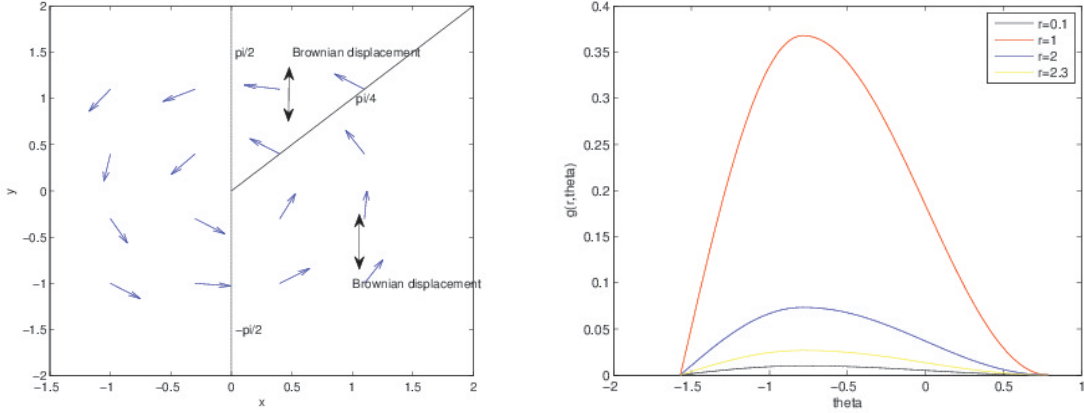 2
1.5
1
0.5
0
−0.5
−1
−1.5
−2
y
−1.5
−1
−0.5
0
0.5
1
1.5
2
x
pi/2
Brownian displacement
pi/4
Brownian displacement
−pi/2
0.4
0.35
0.3
0.25
0.2
0.15
0.1
0.05
0
g(r,theta)
−2
−1.5
−1
−0.5
0
0.5
1
theta
r=0.1
r=1
r=2
r=2.3